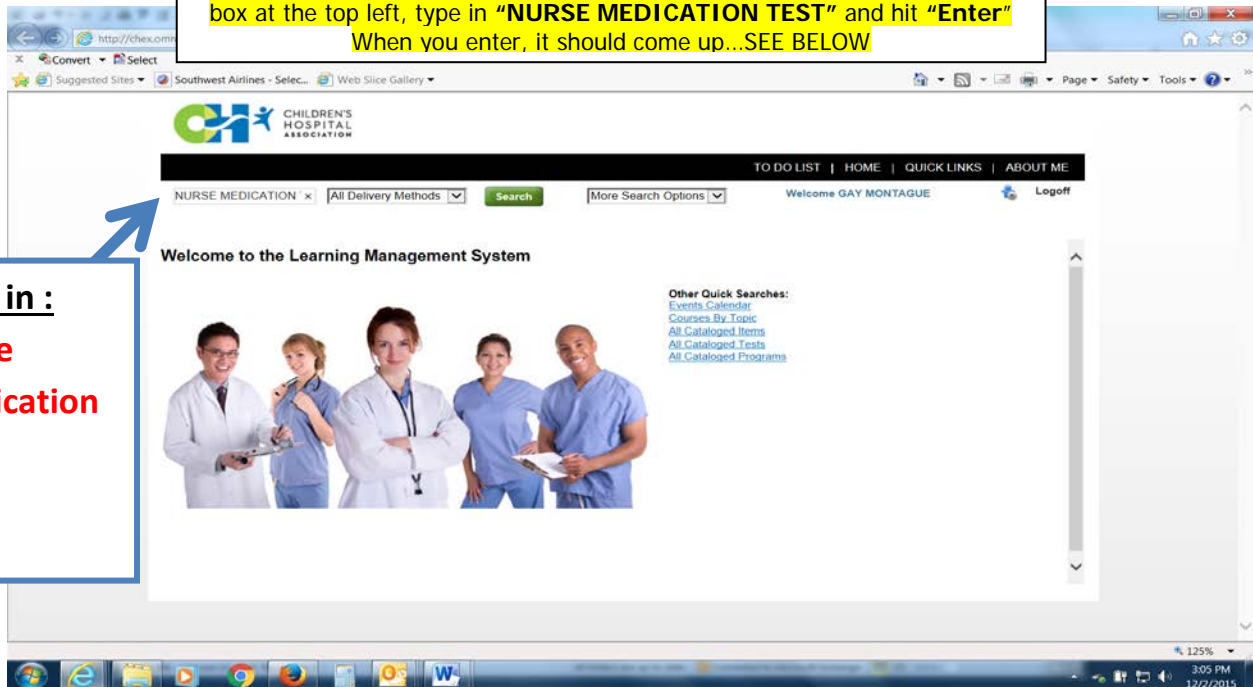 box at the top left, type in “NURSE MEDICATION TEST” and hit “Enter”
When you enter, it should come up...SEE BELOW
http://chex.omn
x Convert Select
Suggested Sites Southwest Airlines - Selec... Web Slice Gallery Page Safety Tools
CHILDREN'S
HOSPITAL
ASSOCIATION
TO DO LIST | HOME | QUICK LINKS | ABOUT ME
NURSE MEDICATION x All Delivery Methods Search More Search Options Welcome GAY MONTAGUE Logoff
Welcome to the Learning Management System
in :
e
ication
Other Quick Searches:
Events Calendar
Courses By Topic
All Cataloged Items
All Cataloged Tests
All Cataloged Programs
125%
3:05 PM
12/2/2015